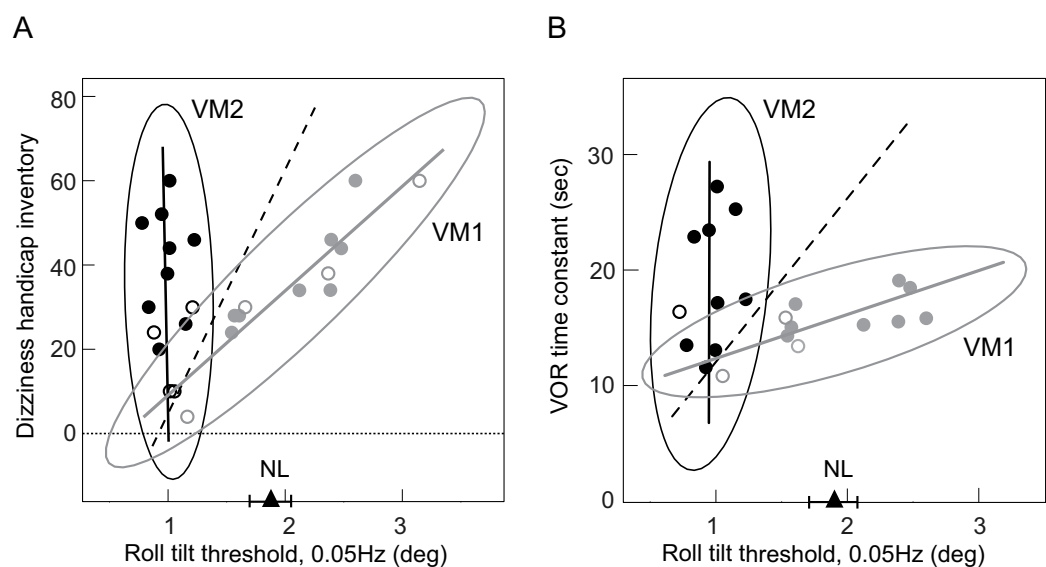 A
B
80
60
40
20
0
Dizziness handicap inventory
VM2
VM1
NL
1
2
3
Roll tilt threshold, 0.05Hz (deg)
30
20
10
0
VOR time constant (sec)
VM2
VM1
NL
1
2
3
Roll tilt threshold, 0.05Hz (deg)